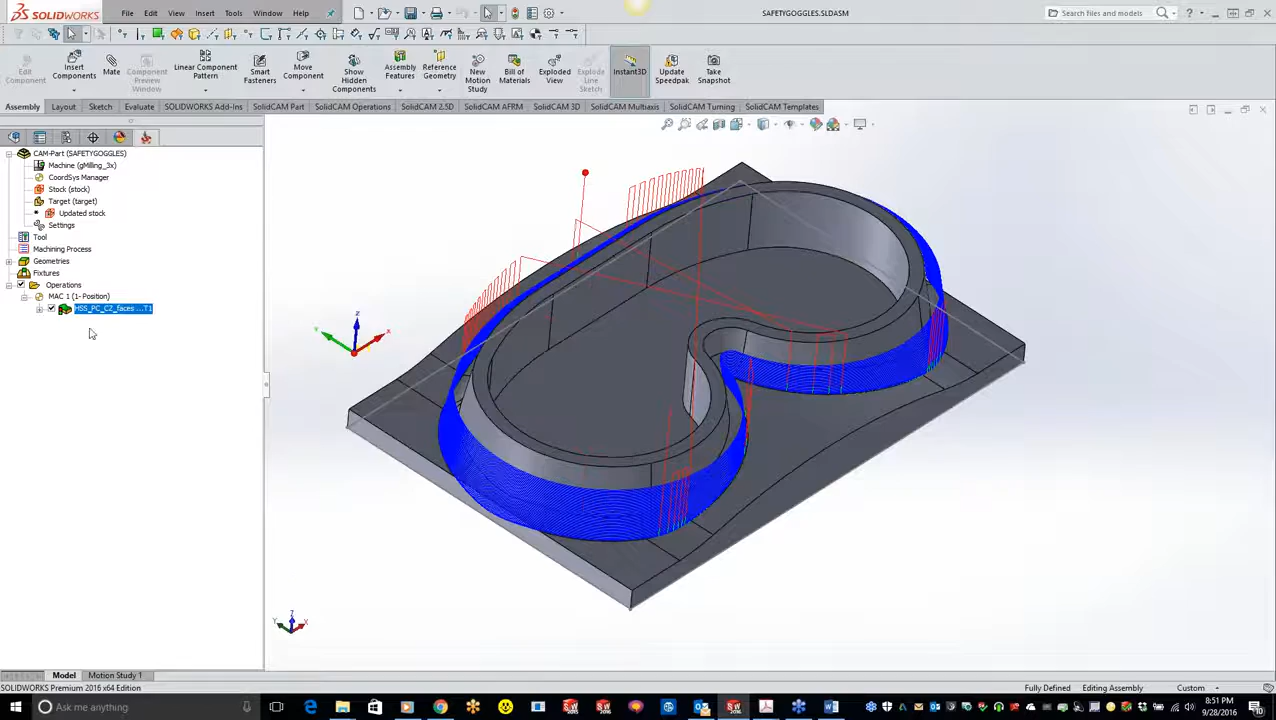 SOLIDWORKS
File Edit View Insert Tools Window Help
SAFETYGOGGLES.SLDASM
Search files and models
Edit Component
Insert Components
Mate
Component Preview Window
Linear Component Pattern
Smart Fasteners
Move Component
Show Hidden Components
Assembly Features
Reference Geometry
New Motion Study
Bill of Materials
Exploded View
Explode Line Sketch
Instant3D
Update Speedpak
Take Snapshot
Assembly Layout Sketch Evaluate SOLIDWORKS Add-Ins SolidCAM Part SolidCAM Operations SolidCAM 2.5D SolidCAM AFRM SolidCAM 3D SolidCAM Multiaxis SolidCAM Turning SolidCAM Templates
CAM-Part (SAFETYGOGGLES)
Machine (gMilling_3x)
CoordSys Manager
Stock (stock)
Target (target)
Updated stock
Settings
Tool
Machining Process
Geometries
Fixtures
Operations
MAC 1 (1- Position)
HSS_PC_CZ_faces ...T1
Z
Y
X
Z
Y
X
Model Motion Study 1
SOLIDWORKS Premium 2016 x64 Edition
Fully Defined Editing Assembly Custom
Ask me anything
8:51 PM
9/28/2016